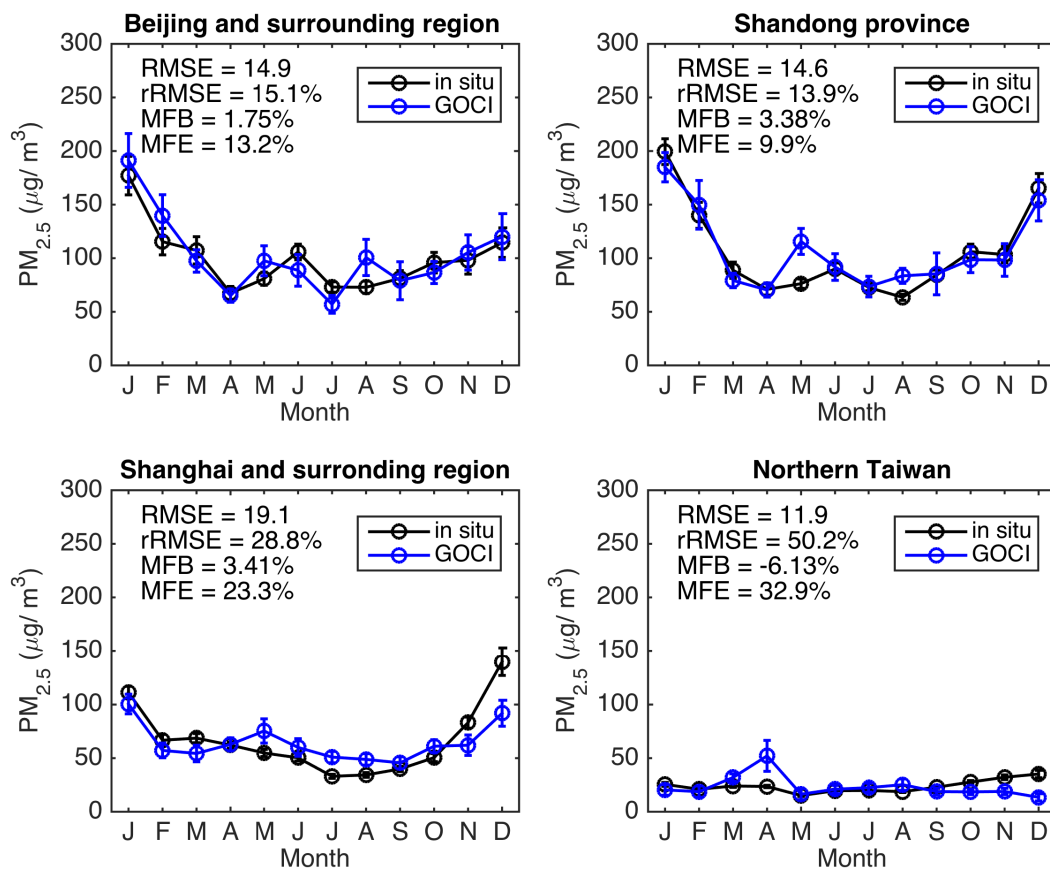 Beijing and surrounding region
300
250
200
150
100
50
0
PM2.5 (μg/ m3)
RMSE = 14.9
rRMSE = 15.1%
MFB = 1.75%
MFE = 13.2%
in situ
GOCI
J F M A M J J A S O N D
Month
Shandong province
300
250
200
150
100
50
0
PM2.5 (μg/ m3)
RMSE = 14.6
rRMSE = 13.9%
MFB = 3.38%
MFE = 9.9%
in situ
GOCI
J F M A M J J A S O N D
Month
Shanghai and surronding region
300
250
200
150
100
50
0
PM2.5 (μg/ m3)
RMSE = 19.1
rRMSE = 28.8%
MFB = 3.41%
MFE = 23.3%
in situ
GOCI
J F M A M J J A S O N D
Month
Northern Taiwan
300
250
200
150
100
50
0
PM2.5 (μg/ m3)
RMSE = 11.9
rRMSE = 50.2%
MFB = -6.13%
MFE = 32.9%
in situ
GOCI
J F M A M J J A S O N D
Month